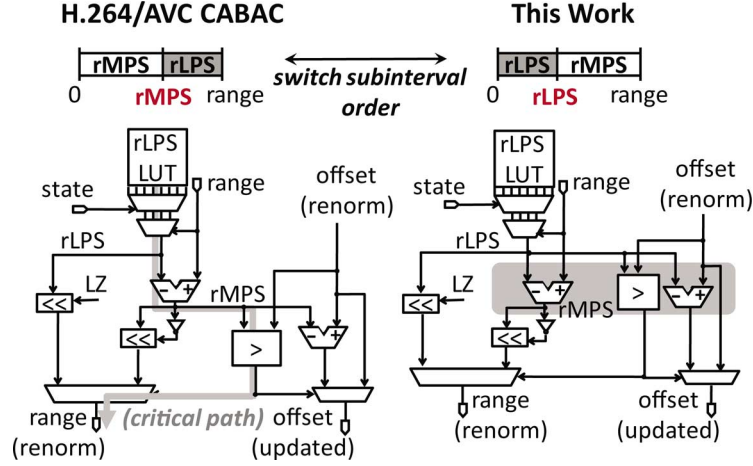 H.264/AVC CABAC
This Work
rMPS rLPS
rLPS rMPS
switch subinterval
order
0 rMPS range
0 rLPS range
rLPS
LUT
state
range
offset
(renorm)
rLPS
LZ
<<
- +
rMPS
<<
>
- +
(critical path)
range
(renorm)
offset
(updated)
rLPS
LUT
state
range
offset
(renorm)
rLPS
LZ
<<
- +
rMPS
<<
>
- +
range
(renorm)
offset
(updated)